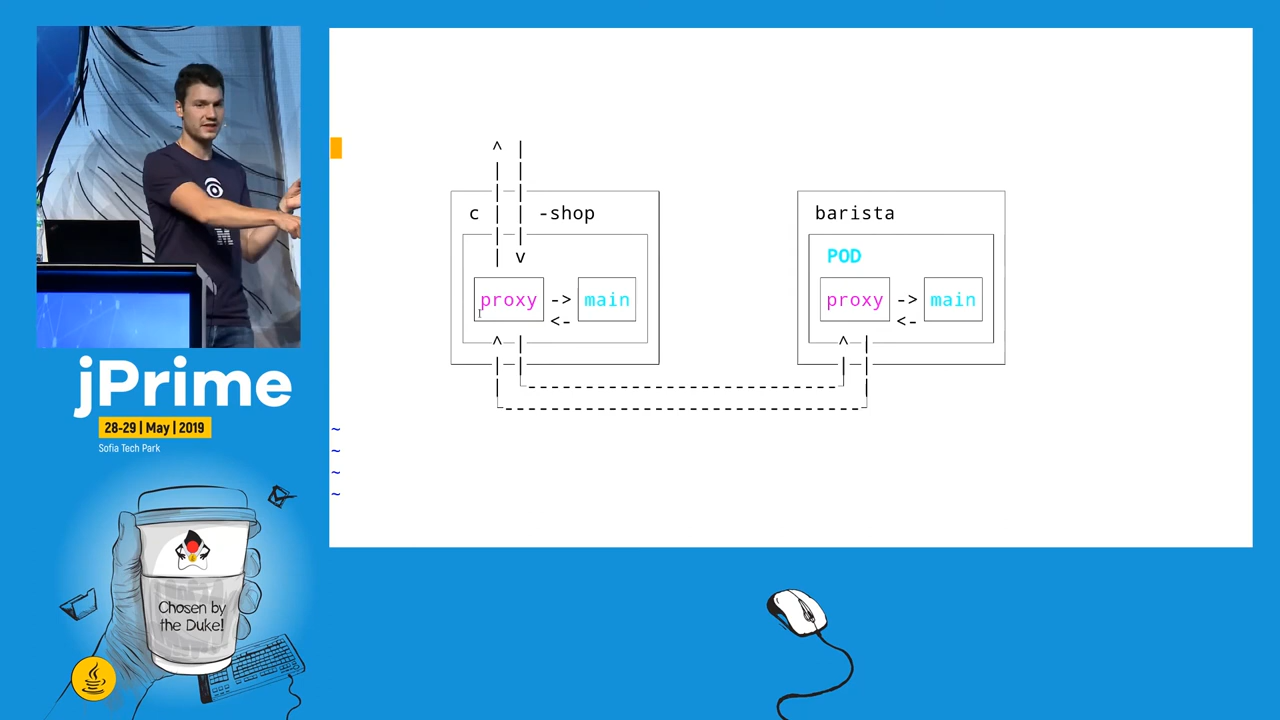 ^ |
c | | -shop
barista
| v
POD
proxy -> main
<-
proxy -> main
<-
^ |
^ |
~
~
~
~
jPrime
28-29 | May | 2019
Sofia Tech Park
Chosen by
the Duke!